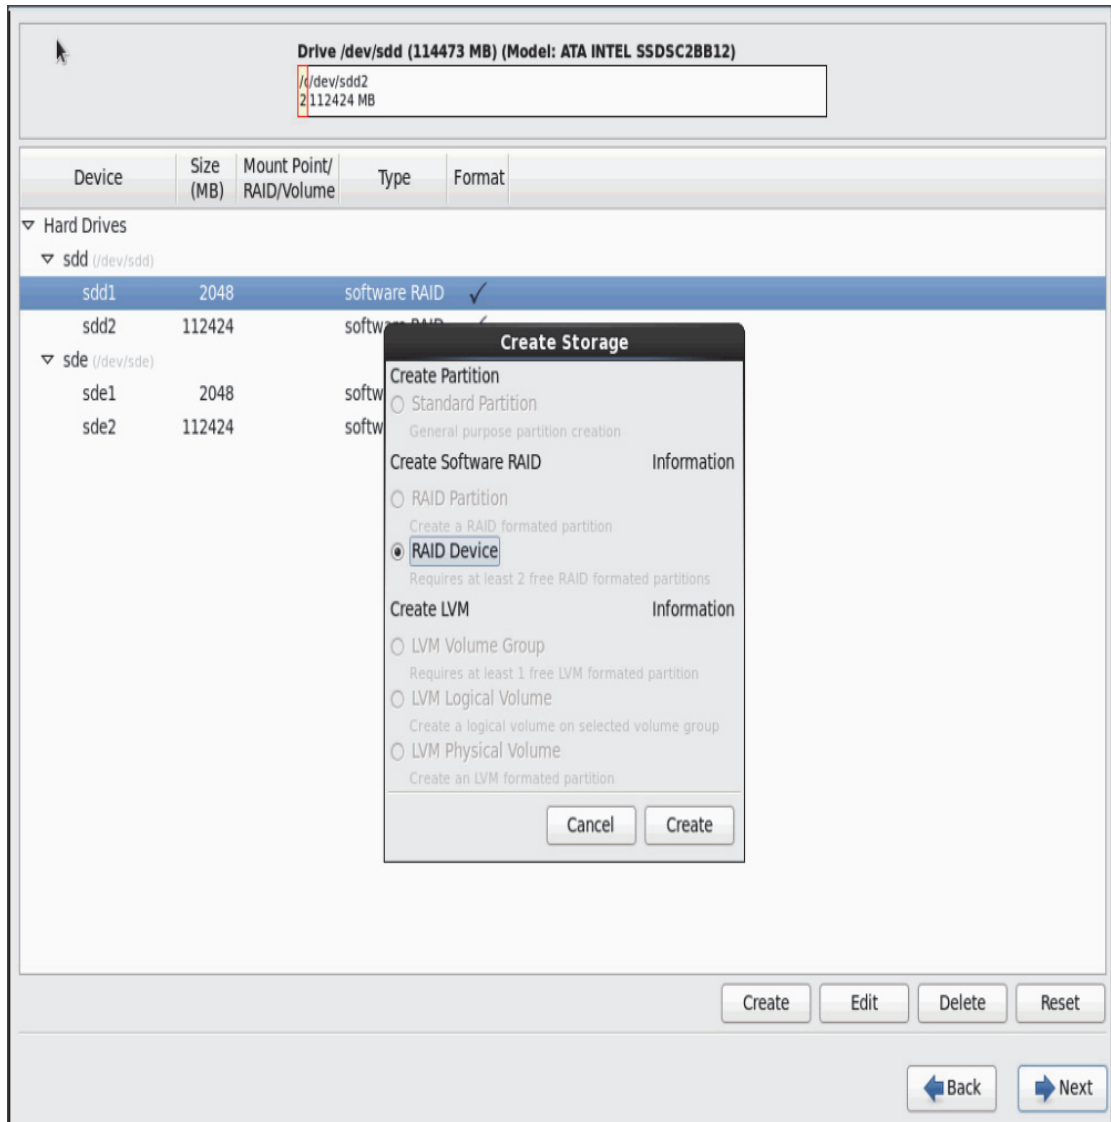 Drive /dev/sdd (114473 MB) (Model: ATA INTEL SSDSC2BB12)
/dev/sdd2
2 112424 MB
Device Size (MB) Mount Point/ RAID/Volume Type Format
Hard Drives
sdd (/dev/sdd)
sdd1 2048 software RAID ✓
sdd2 112424
sde (/dev/sde)
sde1 2048 softw
sde2 112424 softw
Create Storage
Create Partition
Standard Partition
General purpose partition creation
Create Software RAID Information
RAID Partition
Create a RAID formated partition
RAID Device
Requires at least 2 free RAID formated partitions
Create LVM Information
LVM Volume Group
Requires at least 1 free LVM formated partition
LVM Logical Volume
Create a logical volume on selected volume group
LVM Physical Volume
Create an LVM formated partition
Cancel Create
Create Edit Delete Reset
Back Next